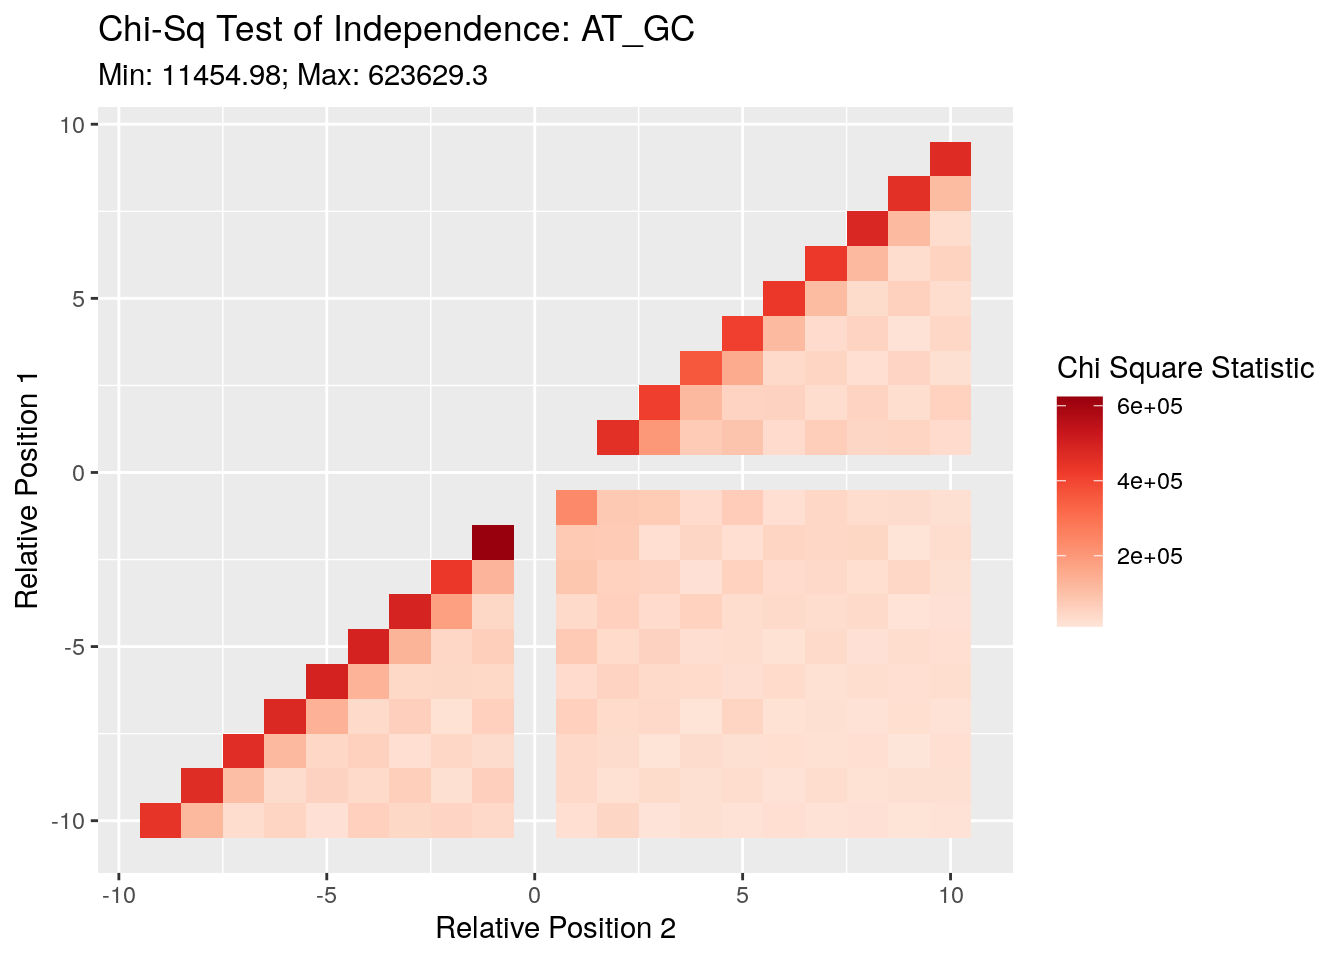 Chi-Sq Test of Independence: AT_GC
Min: 11454.98; Max: 623629.3
10
5
0
-5
-10
Relative Position 1
-10
-5
0
5
10
Relative Position 2
Chi Square Statistic
6e+05
4e+05
2e+05